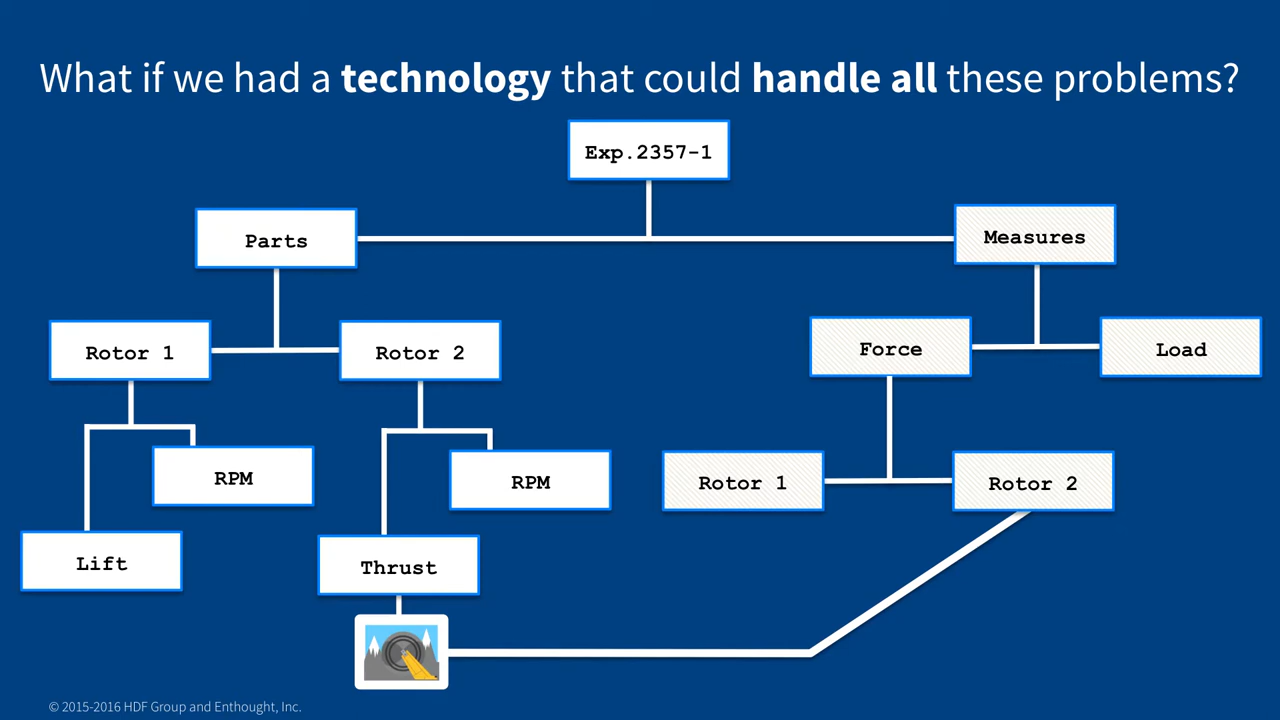 What if we had a technology that could handle all these problems?
Exp.2357-1
Parts
Measures
Rotor 1
Rotor 2
Force
Load
RPM
RPM
Rotor 1
Rotor 2
Lift
Thrust
© 2015-2016 HDF Group and Enthought, Inc.